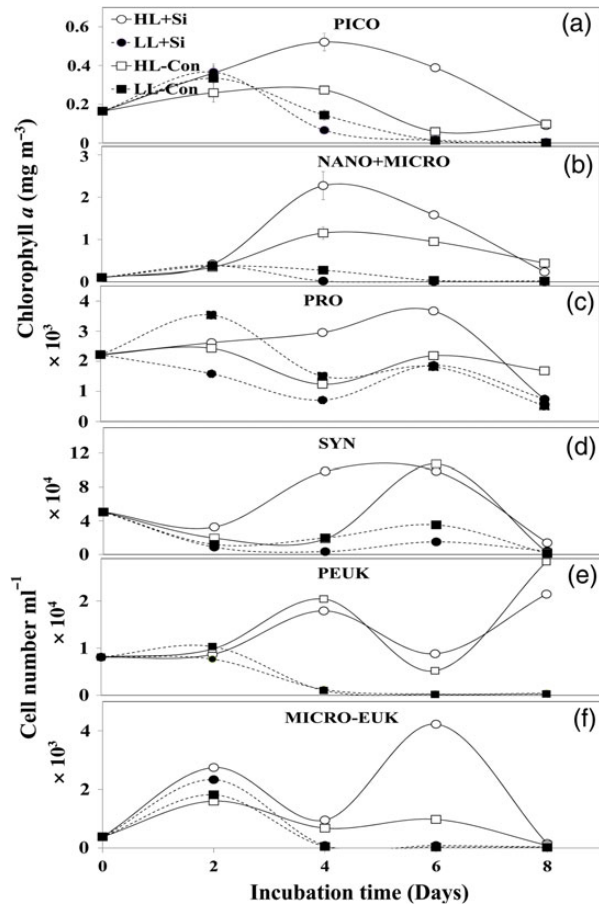 HL+Si
LL+Si
HL-Con
LL-Con
PICO
(a)
0.6
0.4
0.2
0
NANO+MICRO
(b)
3
2
1
0
Chlorophyll a (mg m⁻³)
PRO
(c)
4
3
2
1
0
× 10³
SYN
(d)
12
8
4
0
× 10⁴
PEUK
(e)
2
1
0
× 10⁴
Cell number ml⁻¹
MICRO-EUK
(f)
4
2
0
× 10³
0 2 4 6 8
Incubation time (Days)